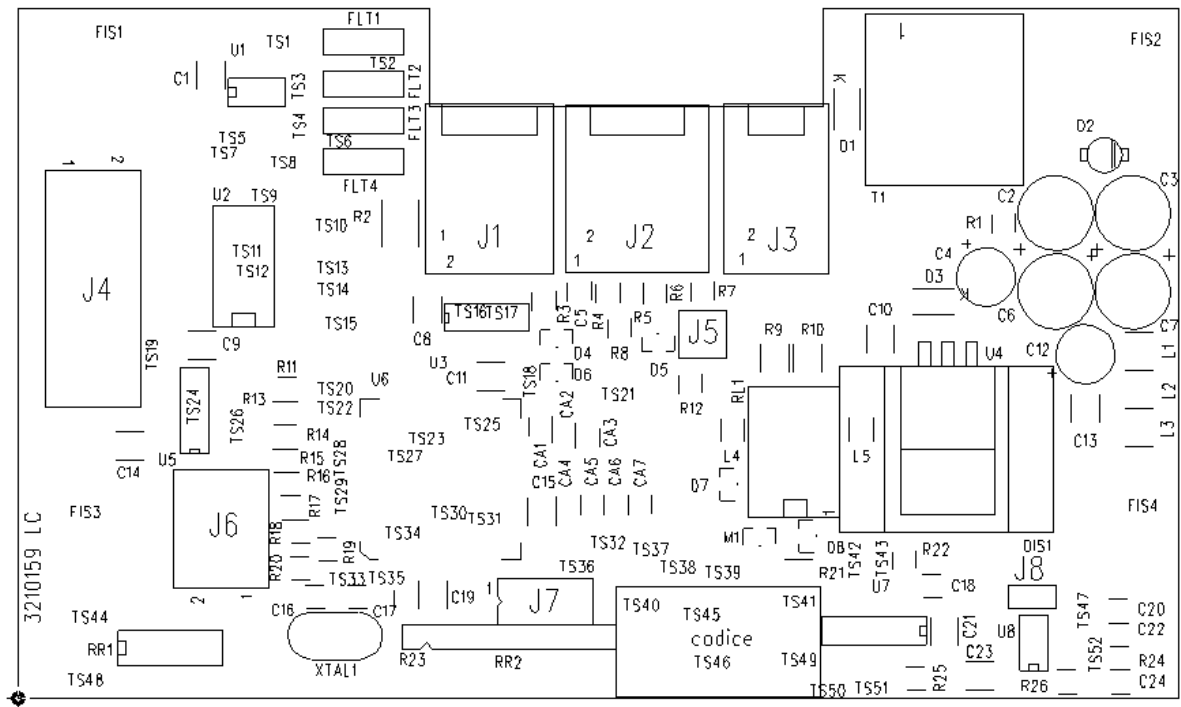 FLT1
FIS1
TS1
FIS2
U1
C1
TS2
TS3
FLT2
K
TS4
FLT3
D1
D2
TS5
TS7
TS6
TS8
FLT4
1
2
U2
TS9
T1
C2
C3
R2
TS10
R1
J1
J2
J3
1
2
2
1
2
1
TS11
TS12
TS13
TS14
TS15
J4
C4
D3
K
C6
C7
R6
R7
TS16
TS17
C8
R3
C5
R4
R5
R8
J5
R9
R10
C10
C9
TS19
U3
D4
D6
D5
C11
TS18
U4
C12
L1
R11
TS20
U6
TS22
CA2
TS21
R12
RL1
L2
R13
TS24
TS26
TS25
TS23
CA1
CA3
L3
C13
R14
R15
R16
TS28
TS27
CA4
CA5
CA6
CA7
L4
L5
C14
U5
R17
TS29
C15
D7
FIS3
FIS4
J6
TS30
TS31
1
R18
TS34
TS32
TS37
M1
D8
TS42
TS43
R22
DIS1
R19
R20
TS33
TS35
TS36
TS38
TS39
R21
U7
C18
J8
2
1
3210159 LC
C16
C17
C19
1
J7
TS40
TS41
TS45
TS47
C20
C22
TS44
RR1
codice
C21
U8
XTAL1
R23
RR2
TS46
TS49
C23
TS52
R24
TS48
TS50
TS51
R25
R26
C24